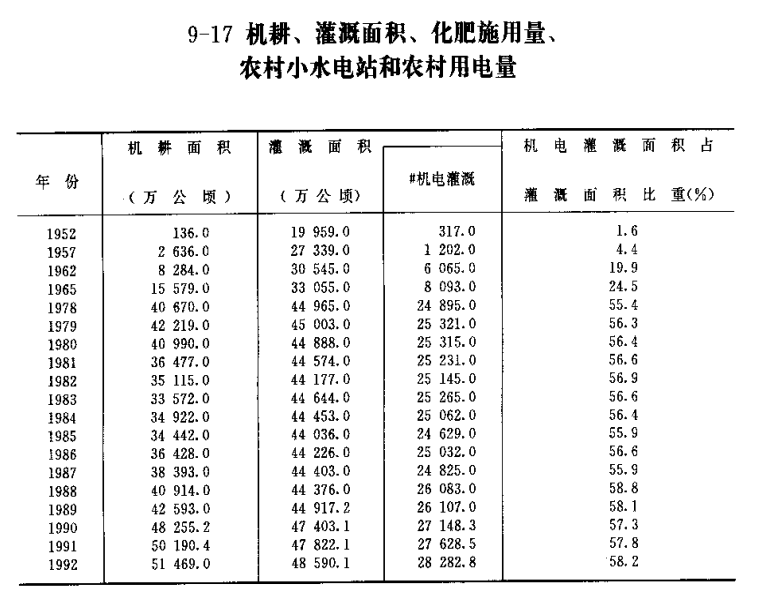 9-17 机耕、灌溉面积、化肥施用量、
农村小水电站和农村用电量
年 份 机 耕 面 积 (万 公 顷) 灌 溉 面 积 (万 公 顷) #机电灌溉 机 电 灌 溉 面 积 占 灌 溉 面 积 比 重(%)
1952 136.0 19 959.0 317.0 1.6
1957 2 636.0 27 339.0 1 202.0 4.4
1962 8 284.0 30 545.0 6 065.0 19.9
1965 15 579.0 33 055.0 8 093.0 24.5
1978 40 670.0 44 965.0 24 895.0 55.4
1979 42 219.0 45 003.0 25 321.0 56.3
1980 40 990.0 44 888.0 25 315.0 56.4
1981 36 477.0 44 574.0 25 231.0 56.6
1982 35 115.0 44 177.0 25 145.0 56.9
1983 33 572.0 44 644.0 25 265.0 56.6
1984 34 922.0 44 453.0 25 062.0 56.4
1985 34 442.0 44 036.0 24 629.0 55.9
1986 36 428.0 44 226.0 25 032.0 56.6
1987 38 393.0 44 403.0 24 825.0 55.9
1988 40 914.0 44 376.0 26 083.0 58.8
1989 42 593.0 44 917.2 26 107.0 58.1
1990 48 255.2 47 403.1 27 148.3 57.3
1991 50 190.4 47 822.1 27 628.5 57.8
1992 51 469.0 48 590.1 28 282.8 58.2